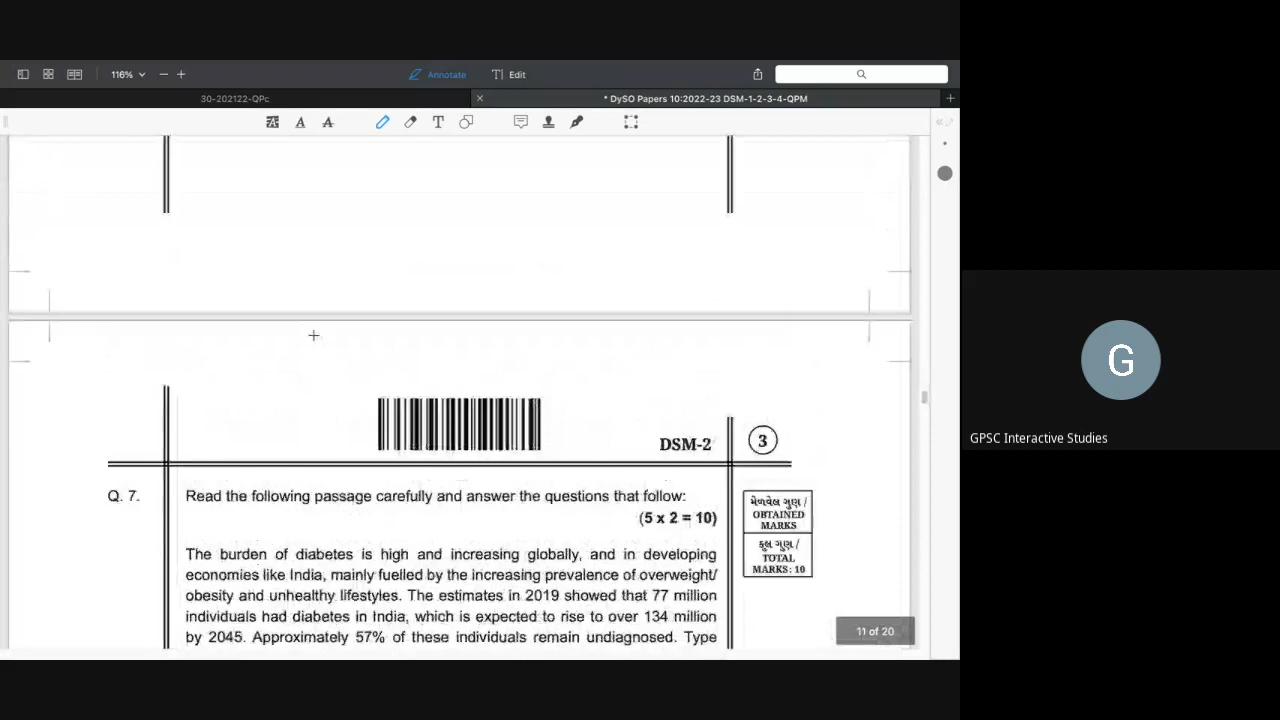 116%
Annotate
T| Edit
30-202122-QPc
* DySO Papers 10:2022-23 DSM-1-2-3-4-QPM
DSM-2
3
Q. 7.
Read the following passage carefully and answer the questions that follow:
(5 x 2 = 10)
મેળવેલ ગુણ /
OBTAINED
MARKS
કુલ ગુણ /
TOTAL
MARKS: 10
The burden of diabetes is high and increasing globally, and in developing
economies like India, mainly fuelled by the increasing prevalence of overweight/
obesity and unhealthy lifestyles. The estimates in 2019 showed that 77 million
individuals had diabetes in India, which is expected to rise to over 134 million
by 2045. Approximately 57% of these individuals remain undiagnosed. Type
11 of 20
G
GPSC Interactive Studies